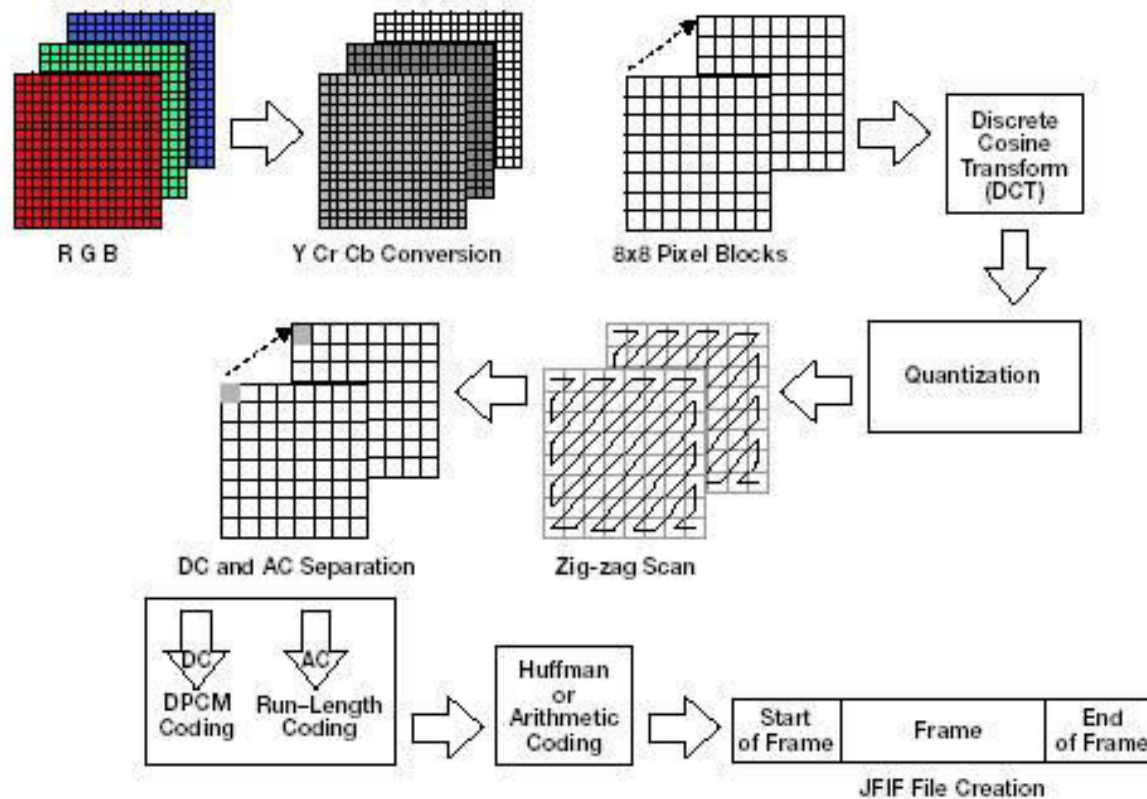 R G B
Y Cr Cb Conversion
8x8 Pixel Blocks
Discrete
Cosine
Transform
(DCT)
Quantization
Zig-zag Scan
DC and AC Separation
DC
DPCM
Coding
AC
Run-Length
Coding
Huffman
or
Arithmetic
Coding
Start
of Frame
Frame
End
of Frame
JFIF File Creation